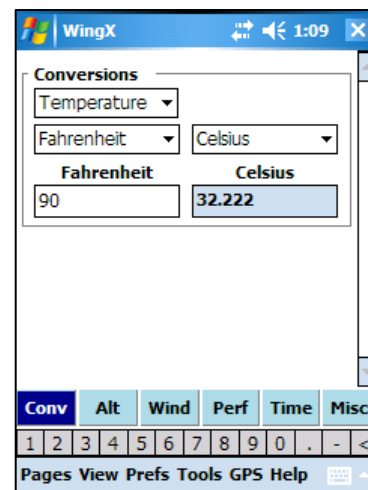 WingX 1:09
Conversions
Temperature
Fahrenheit Celsius
Fahrenheit Celsius
90 32.222
Conv Alt Wind Perf Time Misc
1 2 3 4 5 6 7 8 9 0 . - <
Pages View Prefs Tools GPS Help